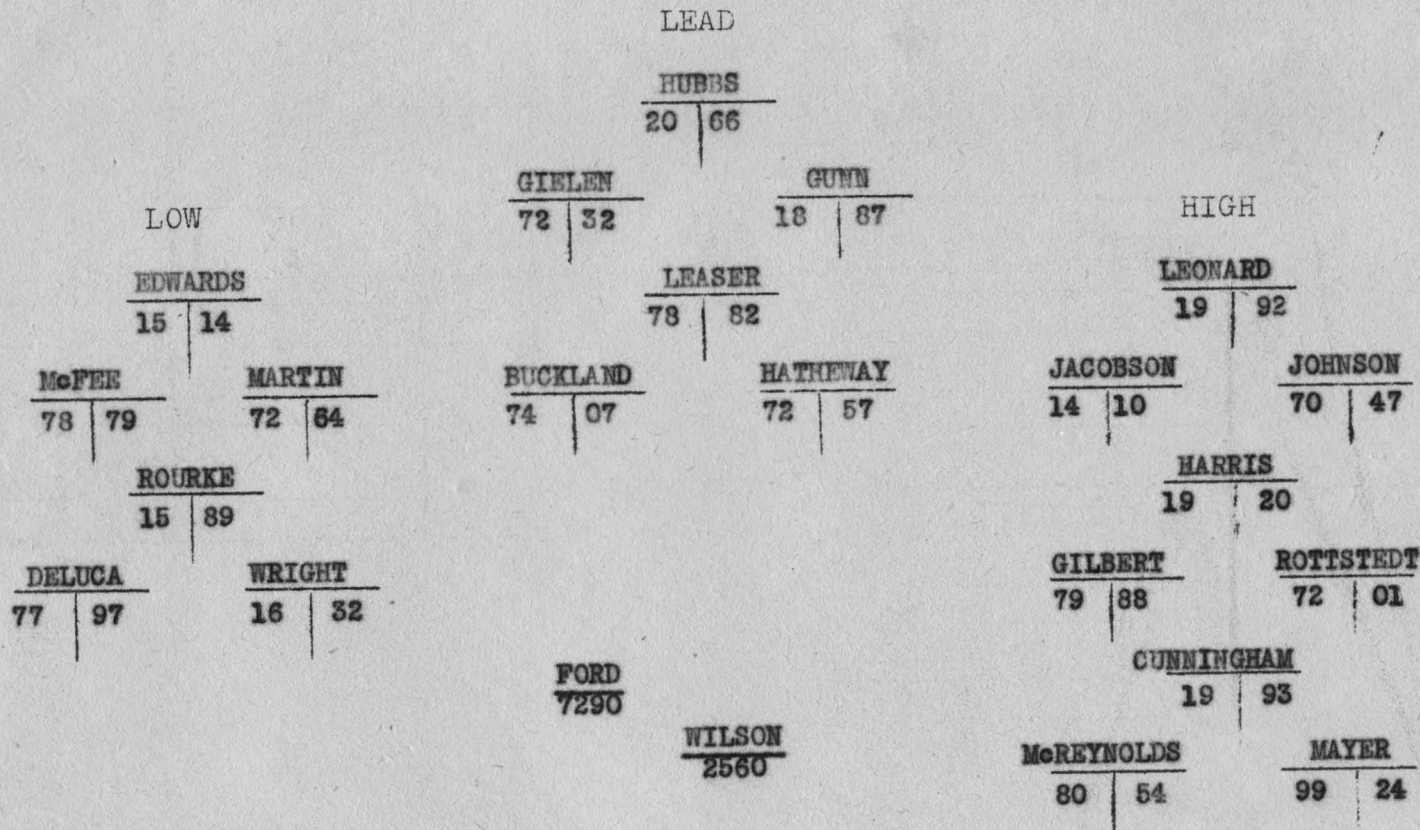 LEAD
HUBBS
20 66
GIELEN GUNN
72 32 18 87
LEASER
78 82
BUCKLAND HATHEWAY
74 07 72 57
LOW
EDWARDS
15 14
McFEE MARTIN
78 79 72 64
ROURKE
15 89
DELUCA WRIGHT
77 97 16 32
HIGH
LEONARD
19 92
JACOBSON JOHNSON
14 10 70 47
HARRIS
19 20
GILBERT ROTTSTEDT
79 88 72 01
CUNNINGHAM
19 93
McREYNOLDS MAYER
80 54 99 24
FORD
7290
WILSON
2560